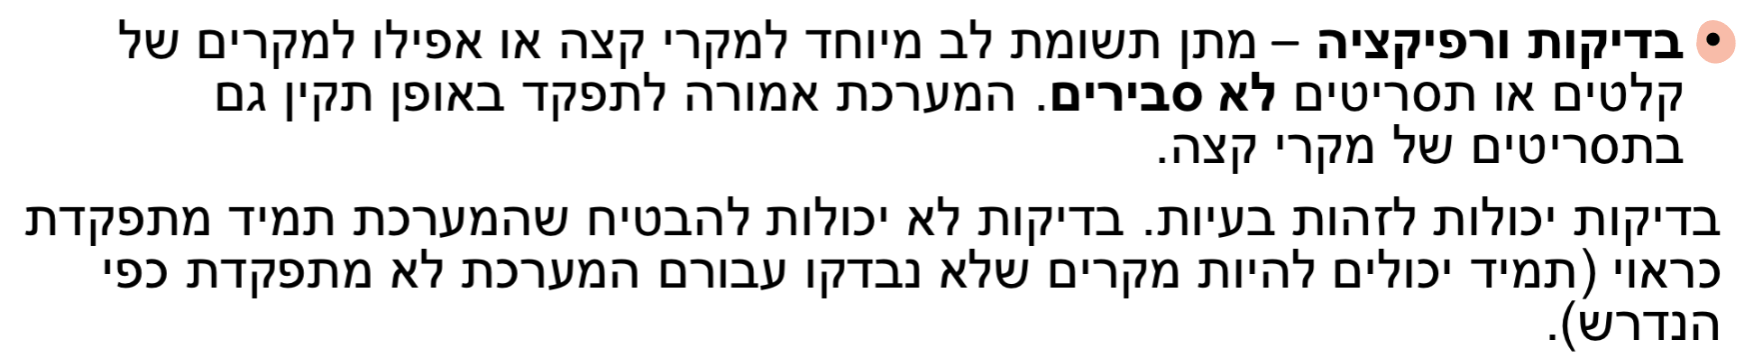 • בדיקות ורפיקציה – מתן תשומת לב מיוחד למקרי קצה או אפילו למקרים של
קלטים או תסריטים לא סבירים. המערכת אמורה לתפקד באופן תקין גם
בתסריטים של מקרי קצה.
בדיקות יכולות לזהות בעיות. בדיקות לא יכולות להבטיח שהמערכת תמיד מתפקדת
כראוי (תמיד יכולים להיות מקרים שלא נבדקו עבורם המערכת לא מתפקדת כפי
הנדרש).